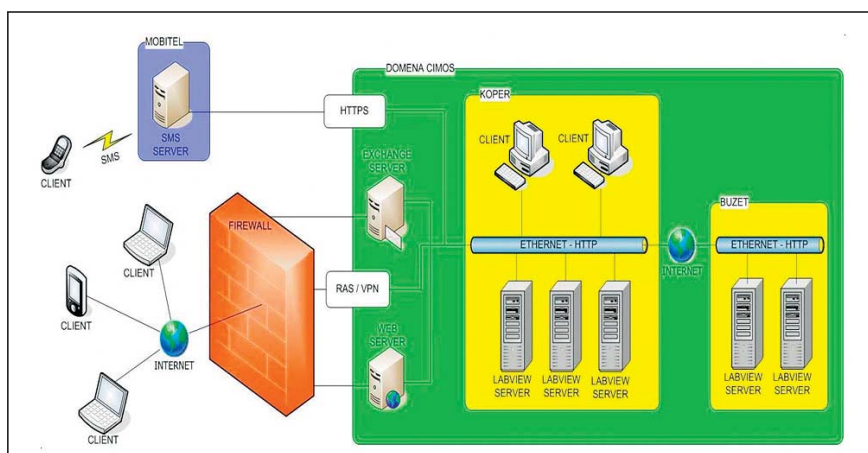 MOBITEL
SMS
SERVER
SMS
CLIENT
HTTPS
DOMENA CIMOS
KOPER
CLIENT
CLIENT
EXCHANGE
SERVER
FIREWALL
CLIENT
CLIENT
INTERNET
CLIENT
RAS / VPN
WEB
SERVER
ETHERNET - HTTP
LABVIEW
SERVER
LABVIEW
SERVER
LABVIEW
SERVER
INTERNET
BUZET
ETHERNET - HTTP
LABVIEW
SERVER
LABVIEW
SERVER